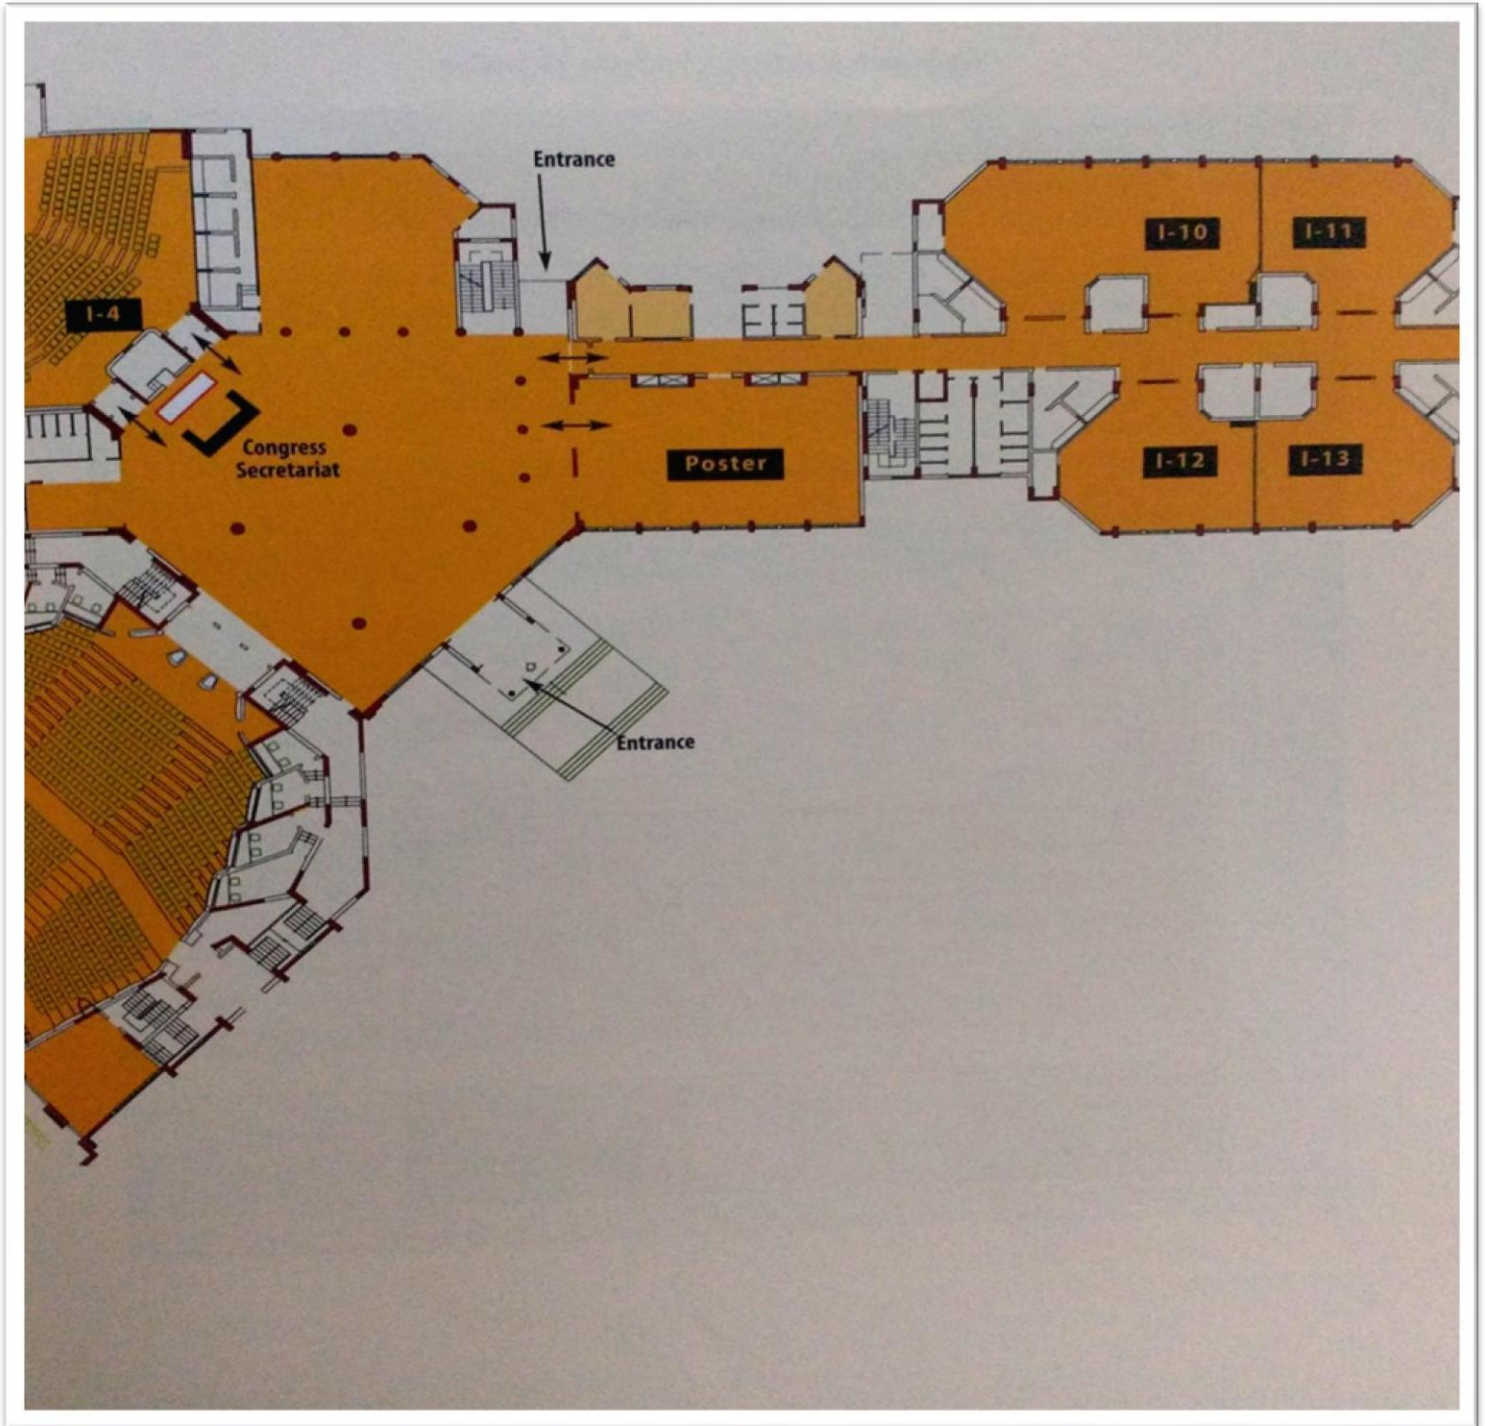 Entrance
I-10
I-11
I-4
Congress
Secretariat
Poster
I-12
I-13
Entrance